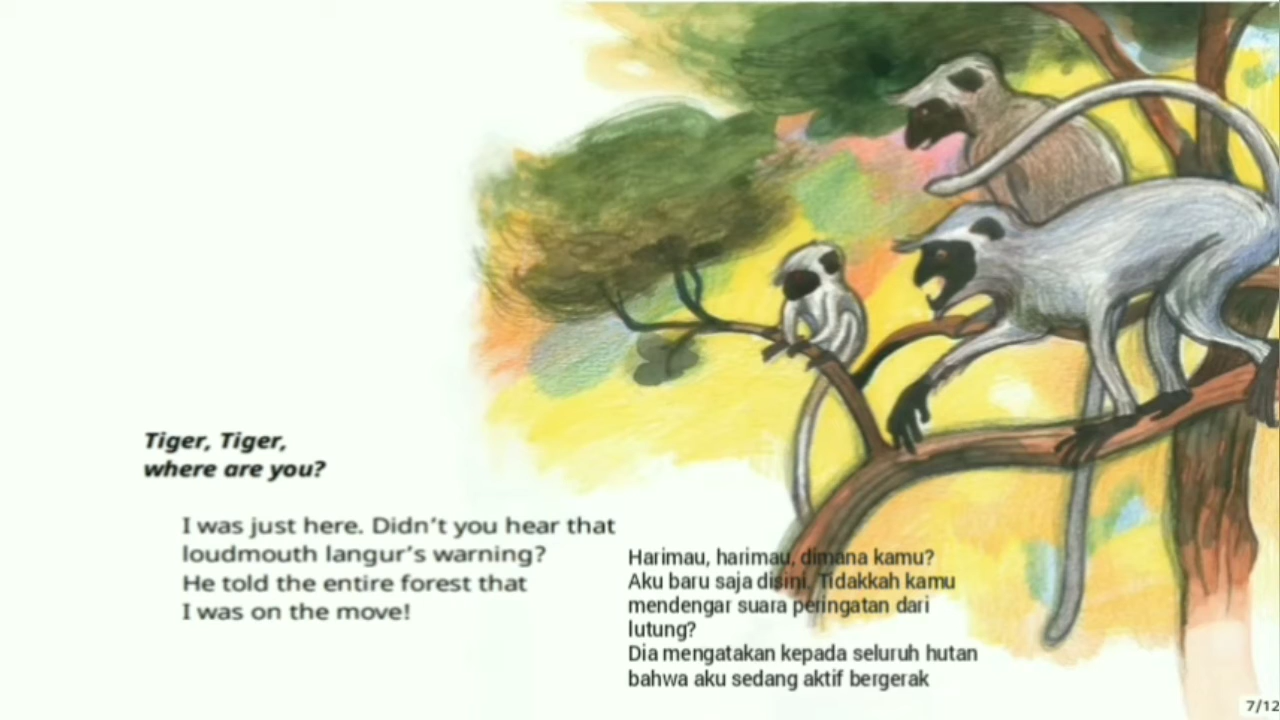 Tiger, Tiger,
where are you?
I was just here. Didn't you hear that
loudmouth langur's warning?
He told the entire forest that
I was on the move!
Harimau, harimau, dimana kamu?
Aku baru saja disini. Tidakkah kamu
mendengar suara peringatan dari
lutung?
Dia mengatakan kepada seluruh hutan
bahwa aku sedang aktif bergerak
7/12